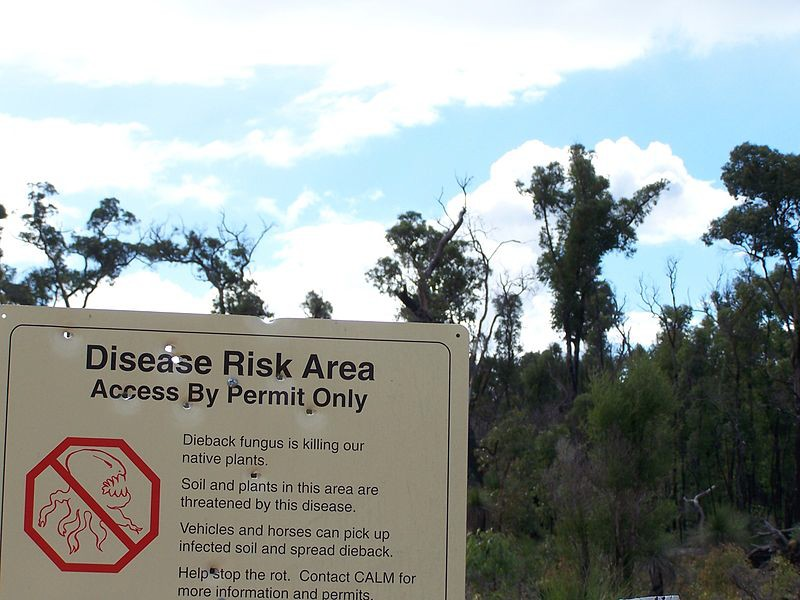 Disease Risk Area
Access By Permit Only
Dieback fungus is killing our
native plants.
Soil and plants in this area are
threatened by this disease.
Vehicles and horses can pick up
infected soil and spread dieback.
Help stop the rot. Contact CALM for
more information and permits.